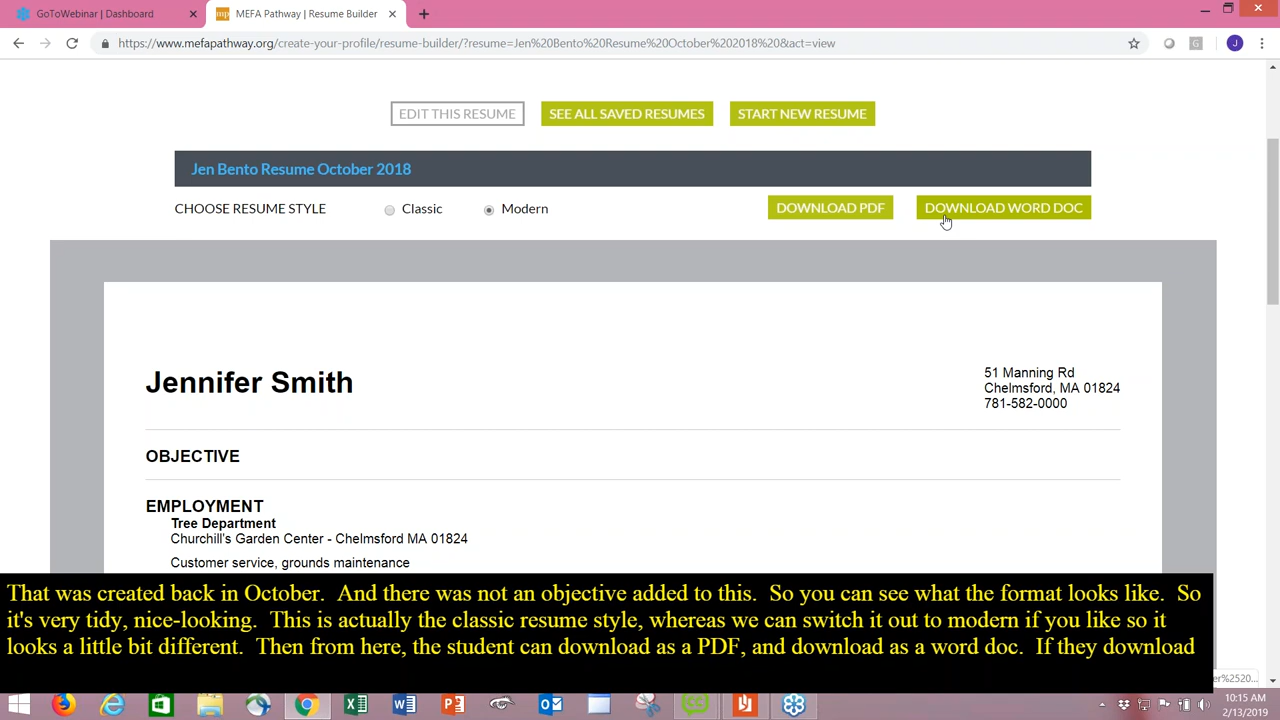 GoToWebinar | Dashboard
MEFA Pathway | Resume Builder
https://www.mefapathway.org/create-your-profile/resume-builder/?resume=Jen%20Bento%20Resume%20October%202018%20&act=view
G
J
EDIT THIS RESUME
SEE ALL SAVED RESUMES
START NEW RESUME
Jen Bento Resume October 2018
CHOOSE RESUME STYLE
Classic
Modern
DOWNLOAD PDF
DOWNLOAD WORD DOC
Jennifer Smith
51 Manning Rd
Chelmsford, MA 01824
781-582-0000
OBJECTIVE
EMPLOYMENT
Tree Department
Churchill's Garden Center - Chelmsford MA 01824
Customer service, grounds maintenance
That was created back in October. And there was not an objective added to this. So you can see what the format looks like. So
it's very tidy, nice-looking. This is actually the classic resume style, whereas we can switch it out to modern if you like so it
looks a little bit different. Then from here, the student can download as a PDF, and download as a word doc. If they download
er%2520...
10:15 AM
2/13/2019